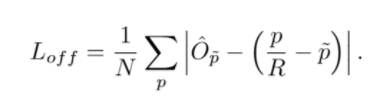 L_{off} = \frac{1}{N} \sum_{p} \left| \hat{O}_{\tilde{p}} - \left( \frac{p}{R} - \tilde{p} \right) \right| .